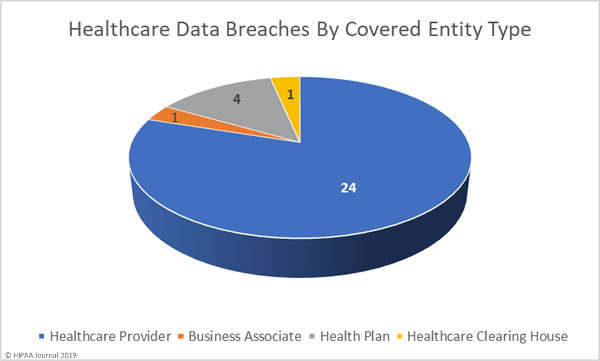 Healthcare Data Breaches By Covered Entity Type
1
4
1
24
Healthcare Provider Business Associate Health Plan Healthcare Clearing House
© HIPAA Journal 2019